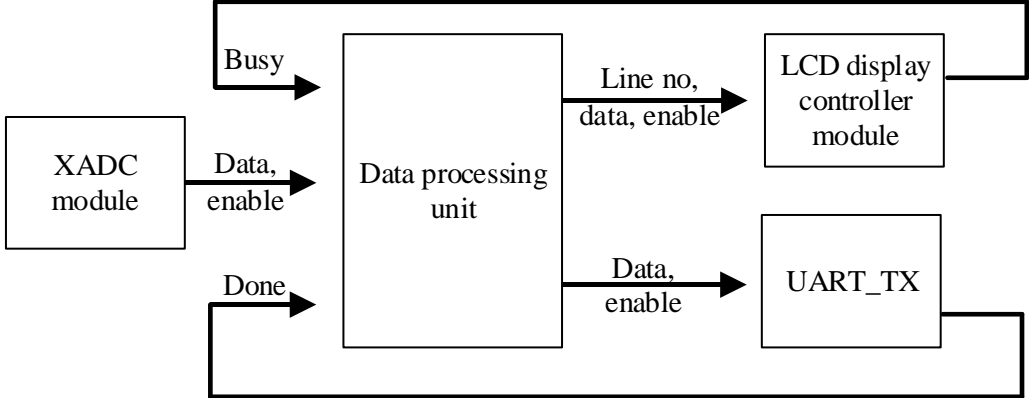 Busy
XADC
module
Data,
enable
Done
Data processing
unit
Line no,
data, enable
Data,
enable
LCD display
controller
module
UART_TX